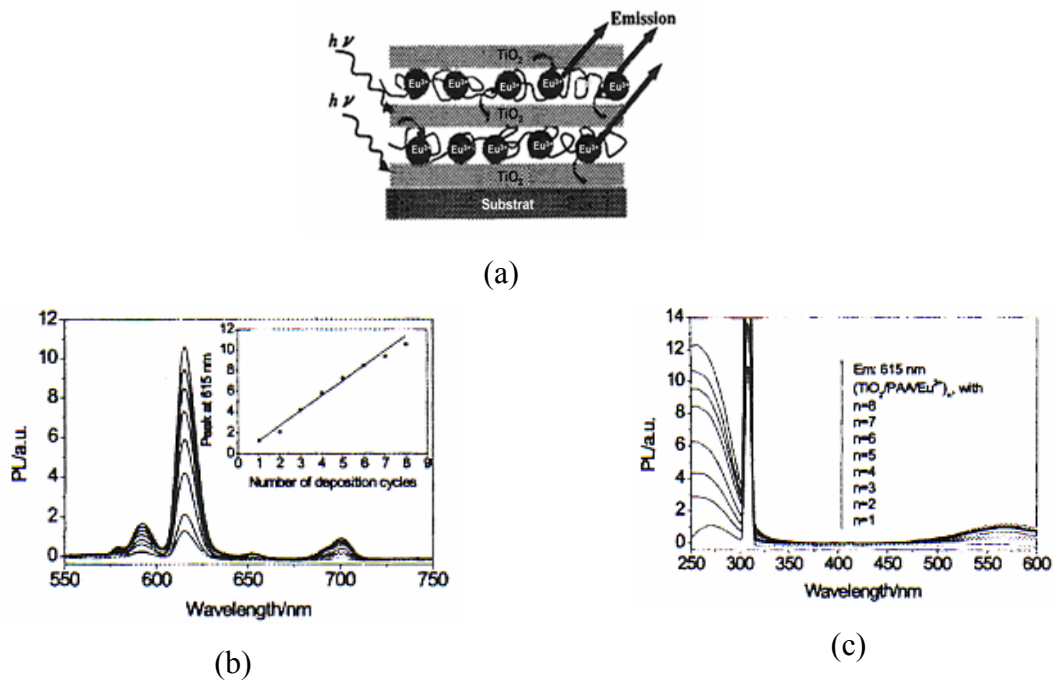 Emission
h ν
TiO₂
Eu³⁺ Eu³⁺ Eu³⁺ Eu³⁺ Eu³⁺
h ν
TiO₂
Eu³⁺ Eu³⁺ Eu³⁺ Eu³⁺ Eu³⁺
TiO₂
Substrat
(a)
12
10
8
6
4
2
0
PL/a.u.
550 600 650 700 750
Wavelength/nm
12
10
8
6
4
2
0
Peak at 615 nm
0 1 2 3 4 5 6 7 8 9
Number of deposition cycles
(b)
14
12
10
8
6
4
2
0
PL/a.u.
Em: 615 nm
(TiO₂/PAA/Eu³⁺)ₙ, with
n=8
n=7
n=6
n=5
n=4
n=3
n=2
n=1
250 300 350 400 450 500 550 600
Wavelength/nm
(c)